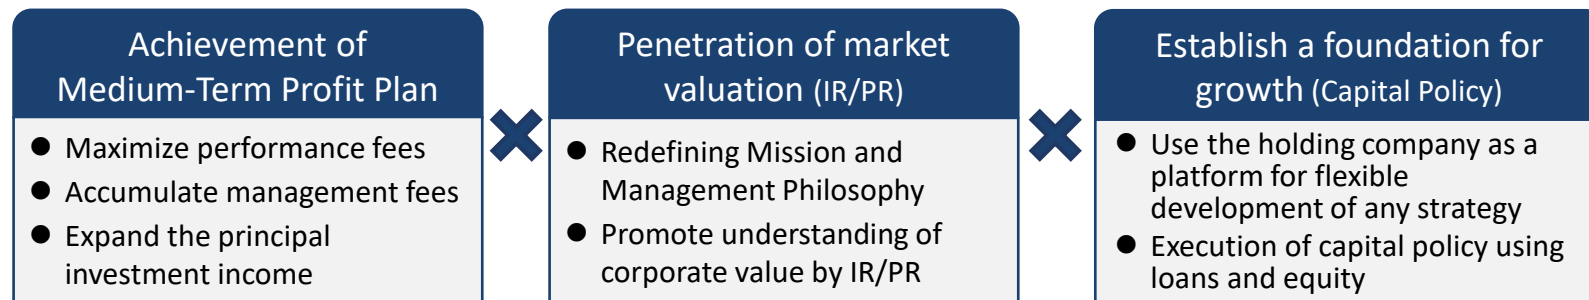 Achievement of
Medium-Term Profit Plan
● Maximize performance fees
● Accumulate management fees
● Expand the principal
investment income
Penetration of market
valuation (IR/PR)
● Redefining Mission and
Management Philosophy
● Promote understanding of
corporate value by IR/PR
Establish a foundation for
growth (Capital Policy)
● Use the holding company as a
platform for flexible
development of any strategy
● Execution of capital policy using
loans and equity